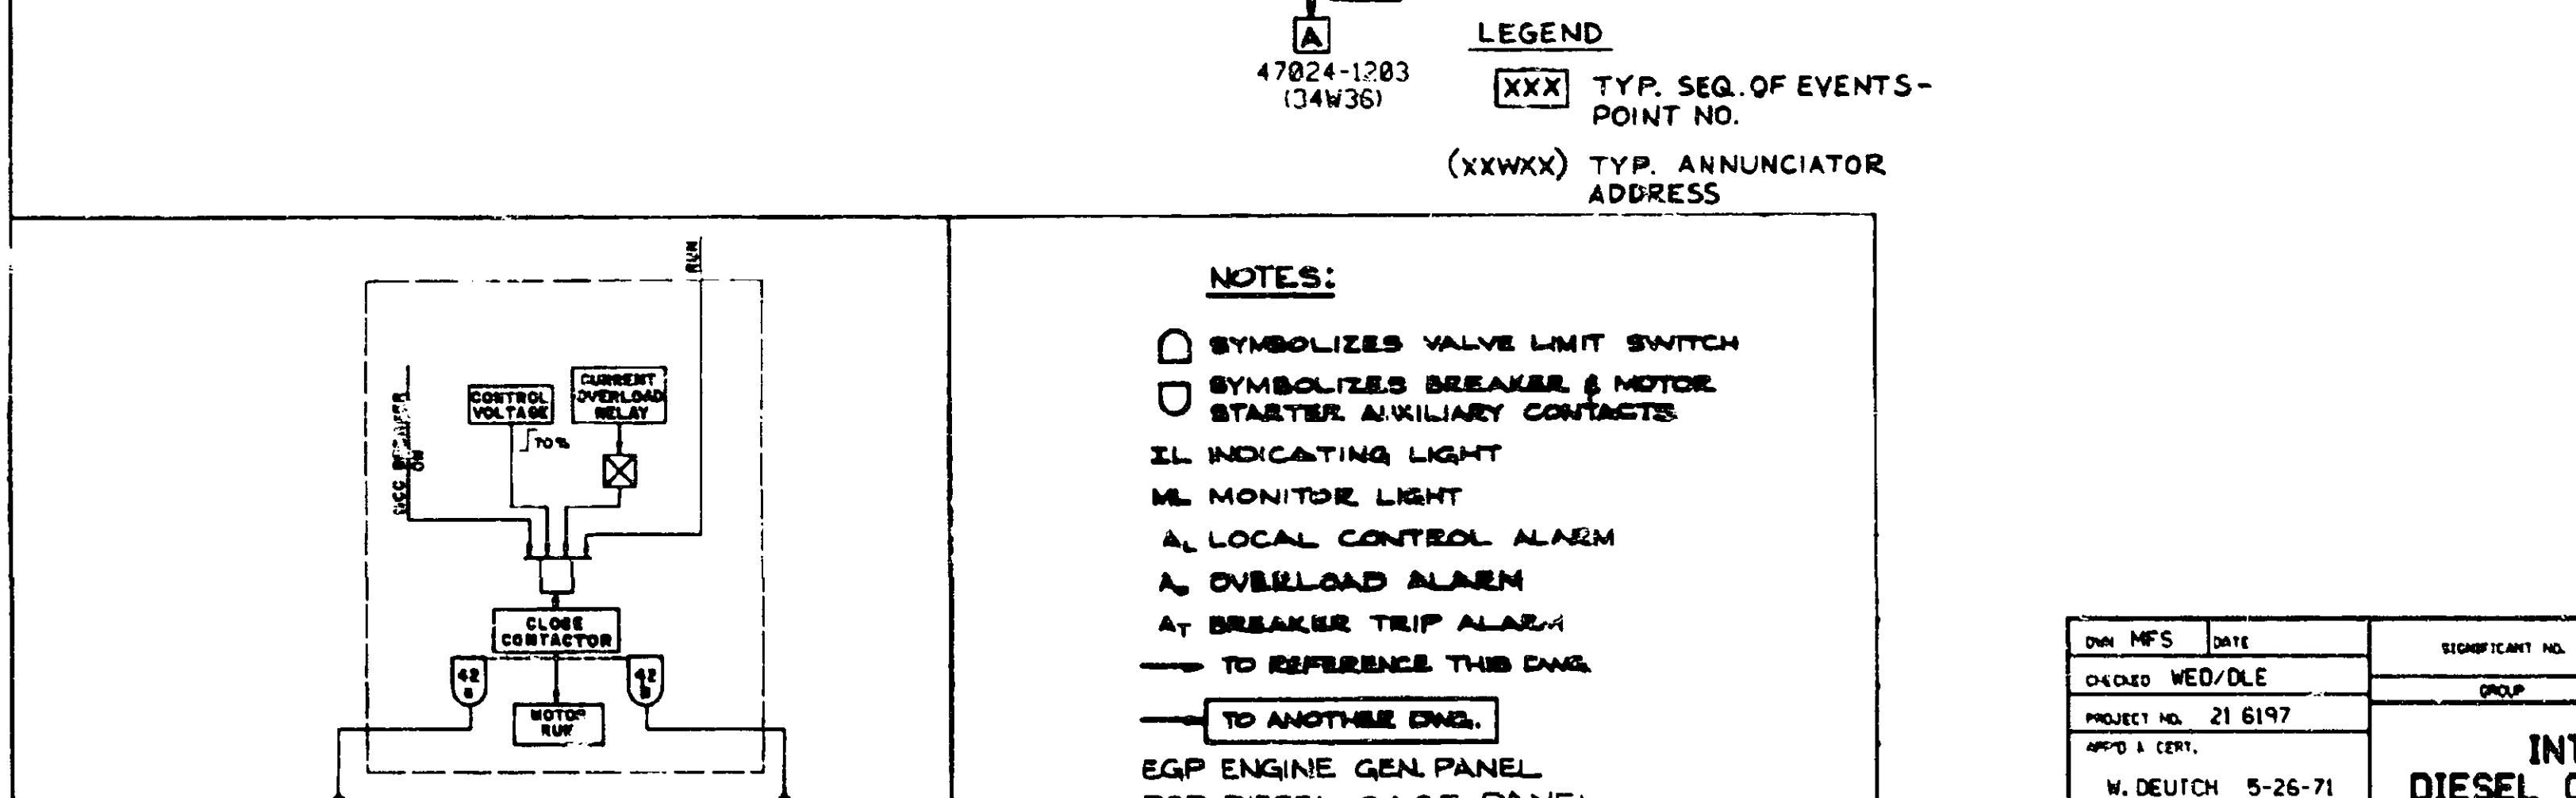 A
47024-1203
(34W36)
LEGEND
XXX TYP. SEQ. OF EVENTS-
POINT NO.
(XXWXX) TYP. ANNUNCIATOR
ADDRESS
RUN
CONTROL
VOLTAGE
CURRENT
OVERLOAD
RELAY
70%
BREAKER
ON
CLOSE
CONTACTOR
42
42
MOTOR
RUN
NOTES:
SYMBOLIZES VALVE LIMIT SWITCH
SYMBOLIZES BREAKER & MOTOR
STARTER AUXILIARY CONTACTS
IL INDICATING LIGHT
ML MONITOR LIGHT
AL LOCAL CONTROL ALARM
OVERLOAD ALARM
AT BREAKER TRIP ALARM
TO REFERENCE THIS DWG.
TO ANOTHER DWG.
EGP ENGINE GEN. PANEL
PANEL
DWN MFS DATE
CHECKED WED/DLE
PROJECT NO. 21 6197
APP'D & CERT.
W. DEUTCH 5-26-71
SIGNIFICANT NO.
GROUP
INT
DIESEL